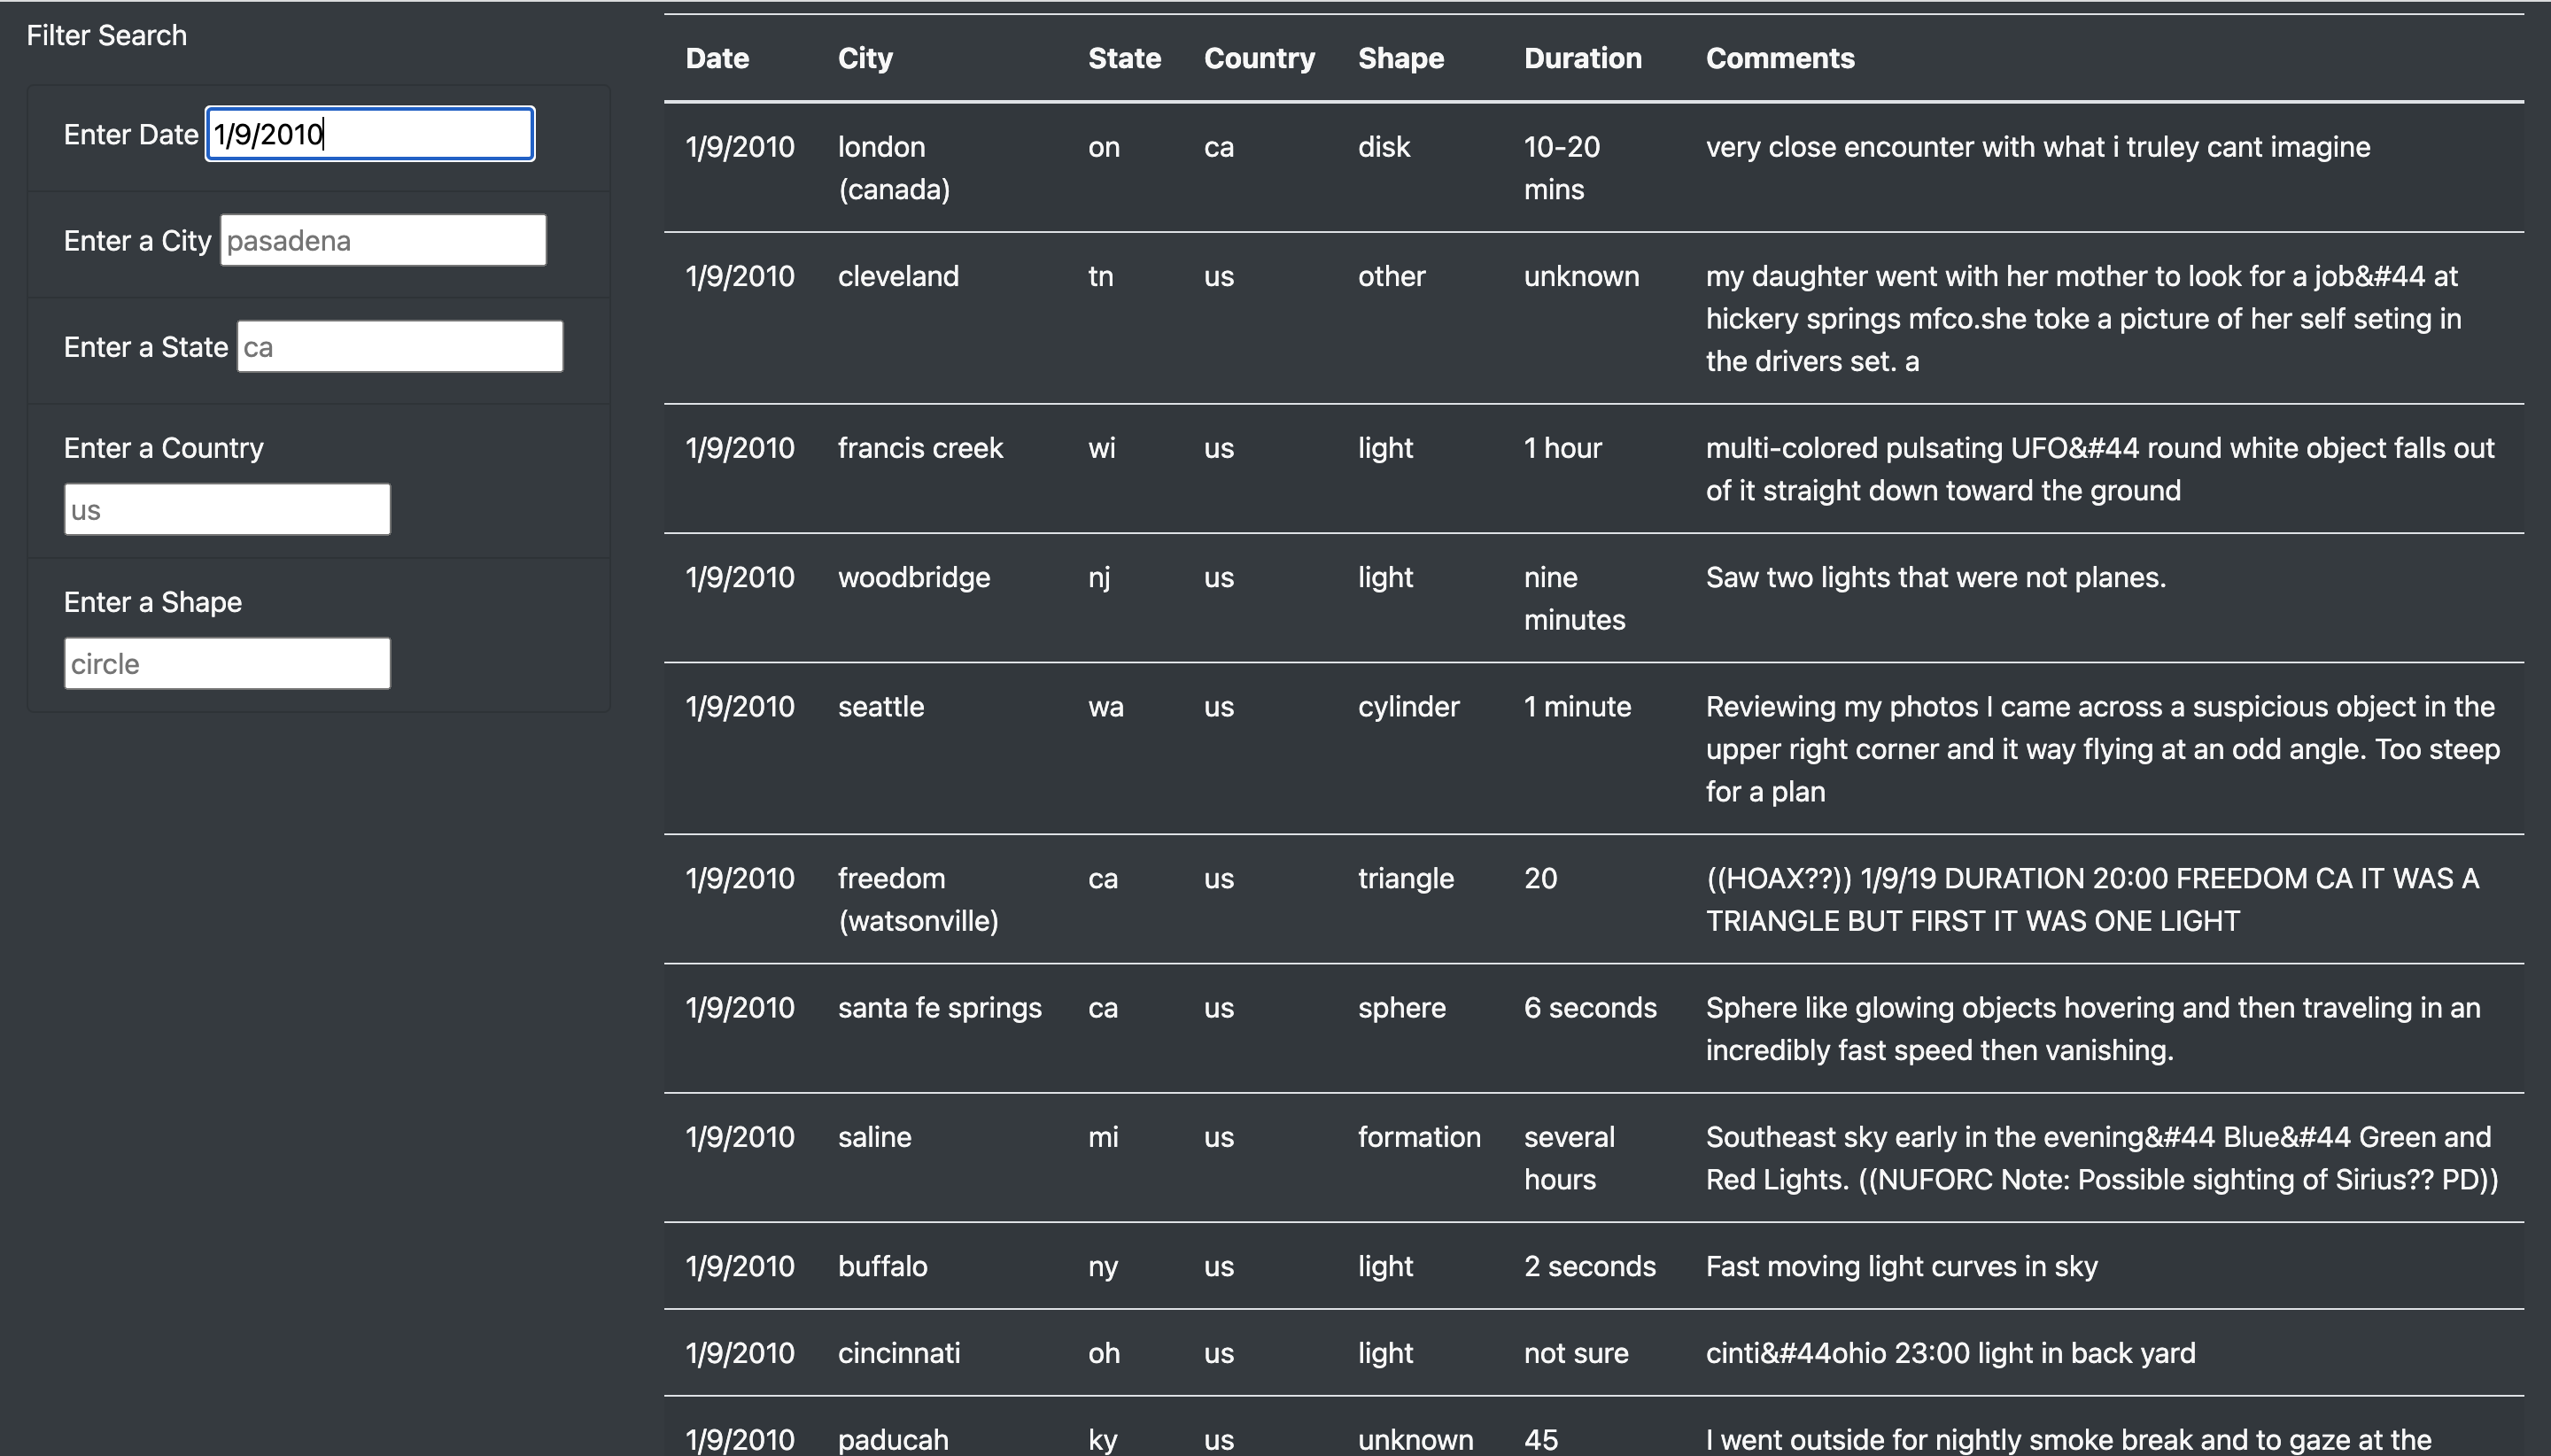 Filter Search
Enter Date 1/9/2010
Enter a City pasadena
Enter a State ca
Enter a Country
us
Enter a Shape
circle
Date City State Country Shape Duration Comments
1/9/2010 london on ca disk 10-20 very close encounter with what i truley cant imagine
(canada) mins
1/9/2010 cleveland tn us other unknown my daughter went with her mother to look for a job&#44 at
hickery springs mfco.she toke a picture of her self seting in
the drivers set. a
1/9/2010 francis creek wi us light 1 hour multi-colored pulsating UFO&#44 round white object falls out
of it straight down toward the ground
1/9/2010 woodbridge nj us light nine Saw two lights that were not planes.
minutes
1/9/2010 seattle wa us cylinder 1 minute Reviewing my photos I came across a suspicious object in the
upper right corner and it way flying at an odd angle. Too steep
for a plan
1/9/2010 freedom ca us triangle 20 ((HOAX??)) 1/9/19 DURATION 20:00 FREEDOM CA IT WAS A
(watsonville) TRIANGLE BUT FIRST IT WAS ONE LIGHT
1/9/2010 santa fe springs ca us sphere 6 seconds Sphere like glowing objects hovering and then traveling in an
incredibly fast speed then vanishing.
1/9/2010 saline mi us formation several Southeast sky early in the evening&#44 Blue&#44 Green and
hours Red Lights. ((NUFORC Note: Possible sighting of Sirius?? PD))
1/9/2010 buffalo ny us light 2 seconds Fast moving light curves in sky
1/9/2010 cincinnati oh us light not sure cinti&#44ohio 23:00 light in back yard
1/9/2010 paducah ky us unknown 45 I went outside for nightly smoke break and to gaze at the